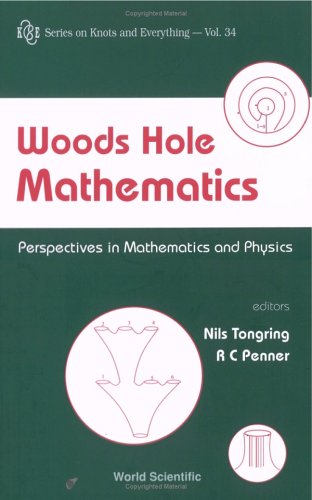 K&E Series on Knots and Everything — Vol. 34
Woods Hole
Mathematics
Perspectives in Mathematics and Physics
editors
Nils Tongring
R C Penner
World Scientific